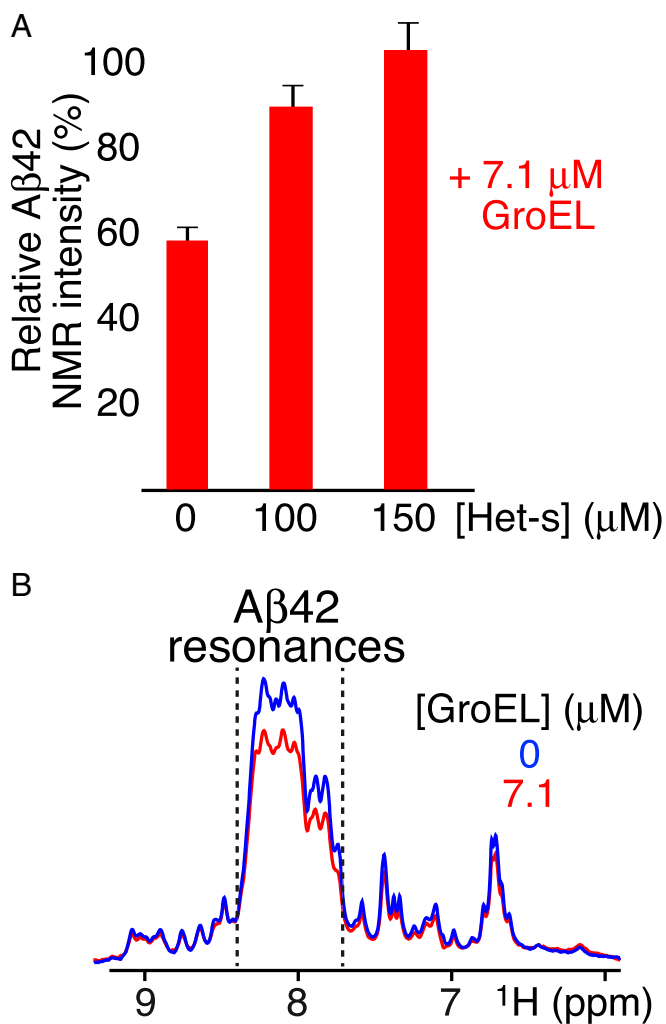 A
Relative Aβ42
NMR intensity (%)
100
80
60
40
20
+ 7.1 μM
GroEL
0 100 150 [Het-s] (μM)
B
Aβ42
resonances
[GroEL] (μM)
0
7.1
9 8 7 ¹H (ppm)